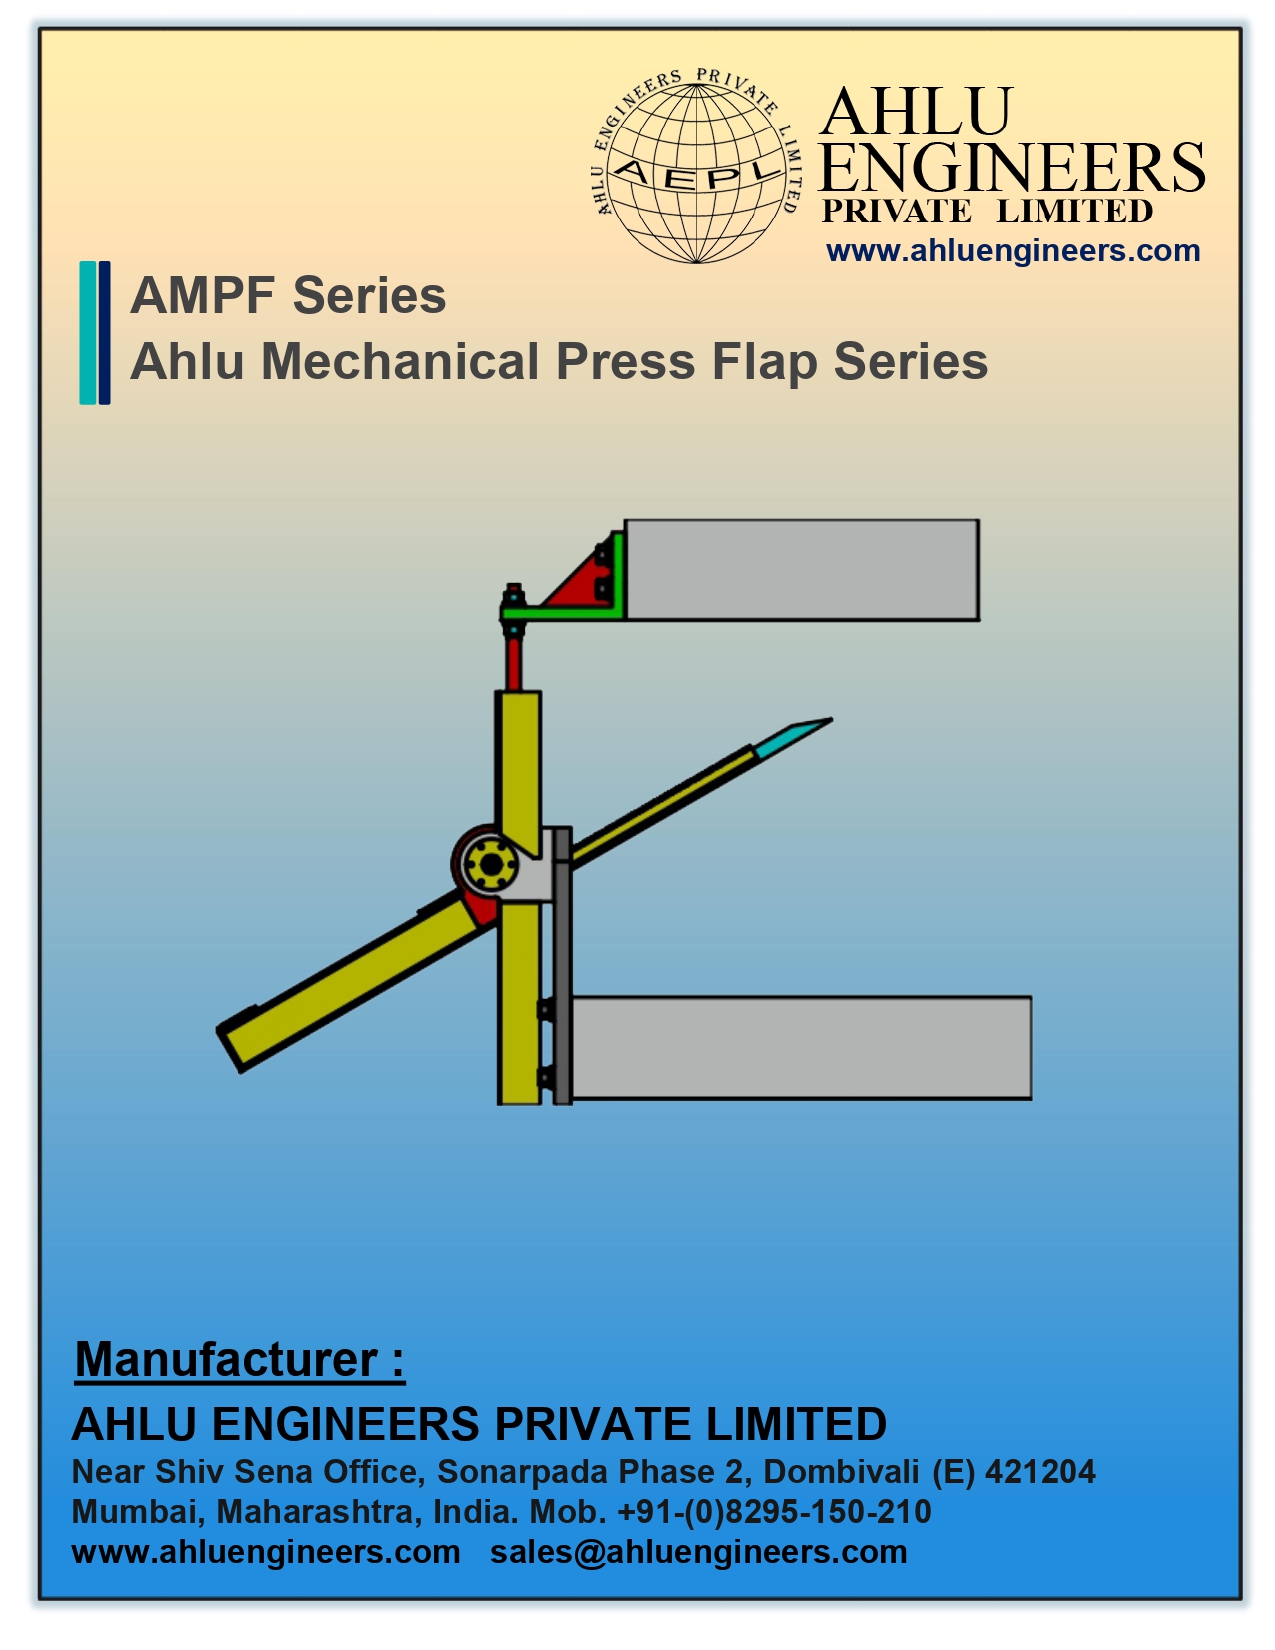 AHLU ENGINEERS PRIVATE LIMITED
AEPL
AHLU
ENGINEERS
PRIVATE LIMITED
www.ahluengineers.com
AMPF Series
Ahlu Mechanical Press Flap Series
Manufacturer :
AHLU ENGINEERS PRIVATE LIMITED
Near Shiv Sena Office, Sonarpada Phase 2, Dombivali (E) 421204
Mumbai, Maharashtra, India. Mob. +91-(0)8295-150-210
www.ahluengineers.com sales@ahluengineers.com